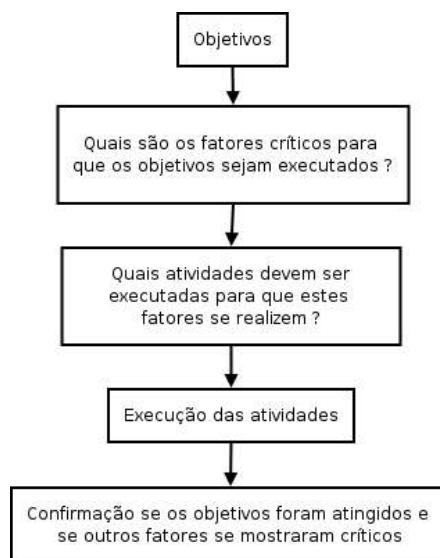 Objetivos
Quais são os fatores críticos para
que os objetivos sejam executados ?
Quais atividades devem ser
executadas para que estes
fatores se realizem ?
Execução das atividades
Confirmação se os objetivos foram atingidos e
se outros fatores se mostraram críticos